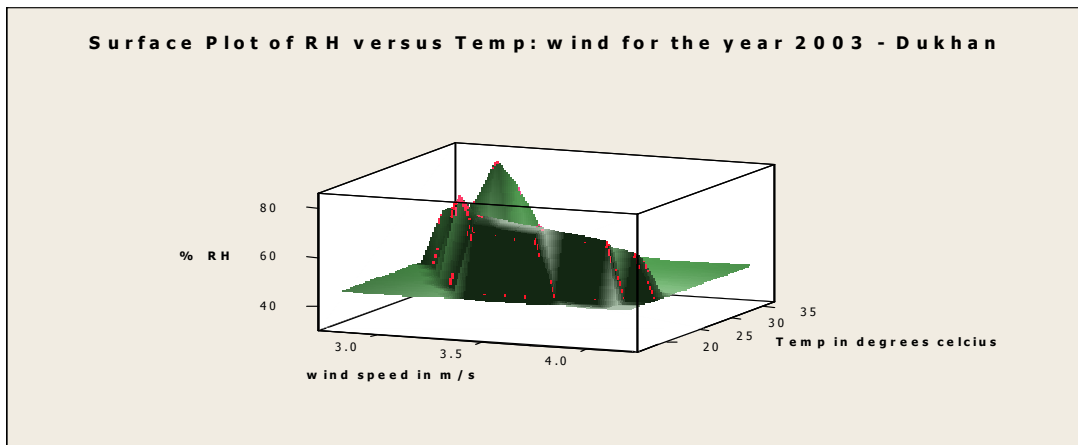 Surface Plot of RH versus Temp: wind for the year 2003 - Dukhan
80
% RH
60
40
3.0
3.5
4.0
20
25
30
35
Temp in degrees celcius
wind speed in m/s